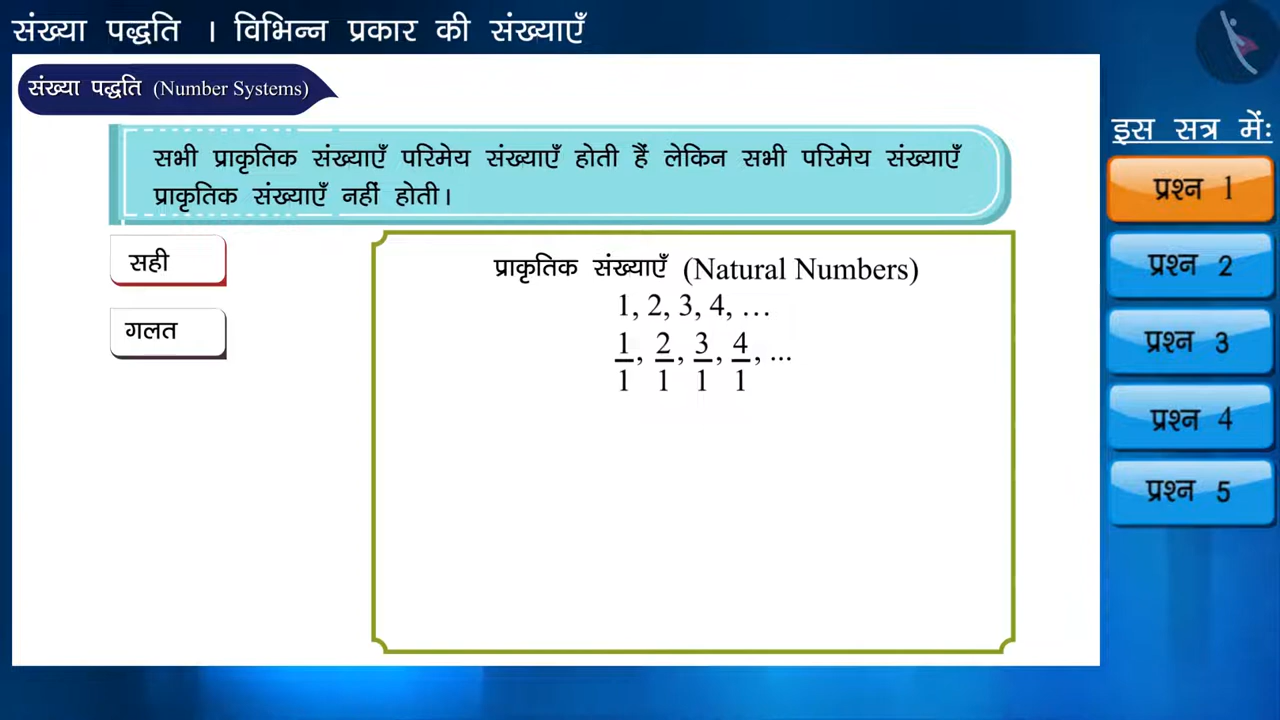 संख्या पद्धति । विभिन्न प्रकार की संख्याएँ
संख्या पद्धति (Number Systems)
सभी प्राकृतिक संख्याएँ परिमेय संख्याएँ होती हैं लेकिन सभी परिमेय संख्याएँ
प्राकृतिक संख्याएँ नहीं होती।
सही
गलत
प्राकृतिक संख्याएँ (Natural Numbers)
1, 2, 3, 4, ...
1/1, 2/1, 3/1, 4/1, ...
इस सत्र में:
प्रश्न 1
प्रश्न 2
प्रश्न 3
प्रश्न 4
प्रश्न 5